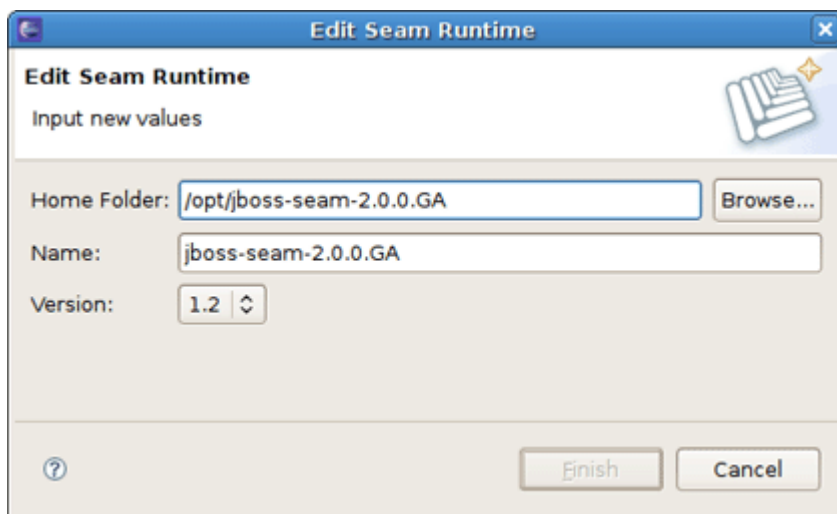 Edit Seam Runtime
Edit Seam Runtime
Input new values
Home Folder: /opt/jboss-seam-2.0.0.GA Browse...
Name: jboss-seam-2.0.0.GA
Version: 1.2
? Finish Cancel